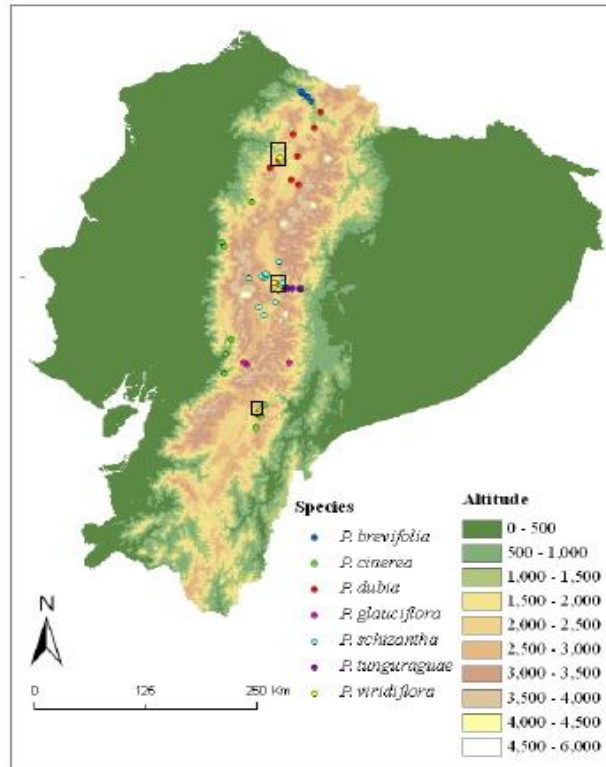 Species
P. brevifolia
P. cinerea
P. dubia
P. glauciflora
P. schizantha
P. tunguraguae
P. viridiflora
Altitude
0 - 500
500 - 1,000
1,000 - 1,500
1,500 - 2,000
2,000 - 2,500
2,500 - 3,000
3,000 - 3,500
3,500 - 4,000
4,000 - 4,500
4,500 - 6,000
N
0 125 250 Km